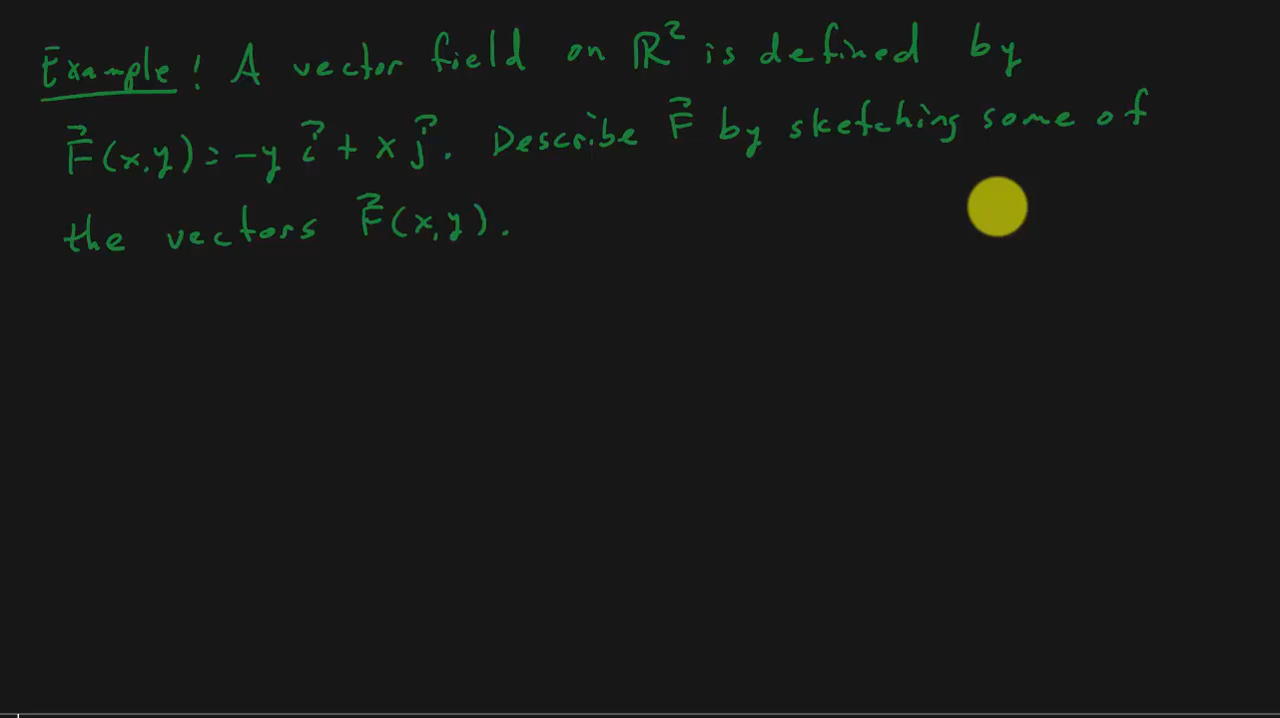 Example! A vector field on ℝ² is defined by
F⃗(x,y) = -y i⃗ + x j⃗. Describe F⃗ by sketching some of
the vectors F⃗(x,y).